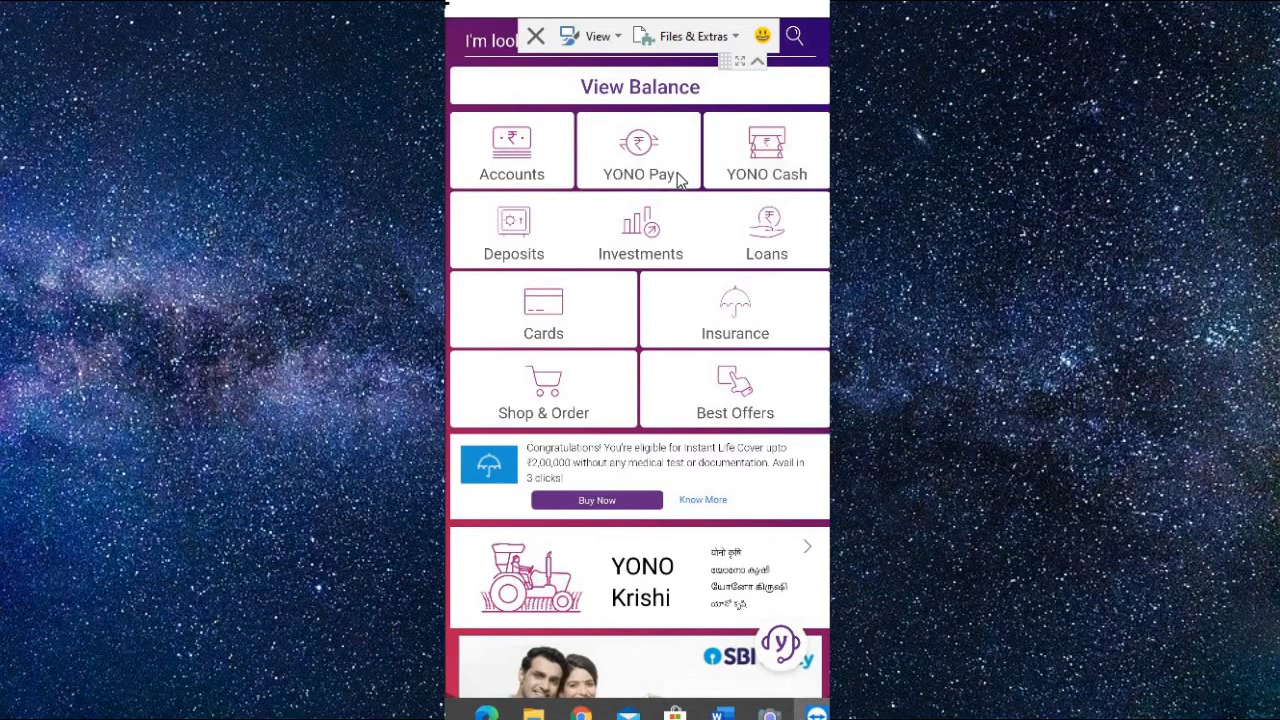 I'm loo
View
Files & Extras
View Balance
Accounts
YONO Pay
YONO Cash
Deposits
Investments
Loans
Cards
Insurance
Shop & Order
Best Offers
Congratulations! You're eligible for Instant Life Cover upto
₹2,00,000 without any medical test or documentation. Avail in
3 clicks!
Buy Now
Know More
YONO
Krishi
योनो कृषि
യോനോ കൃഷി
யோனோ கிருஷி
యోనో కృషి
SBI